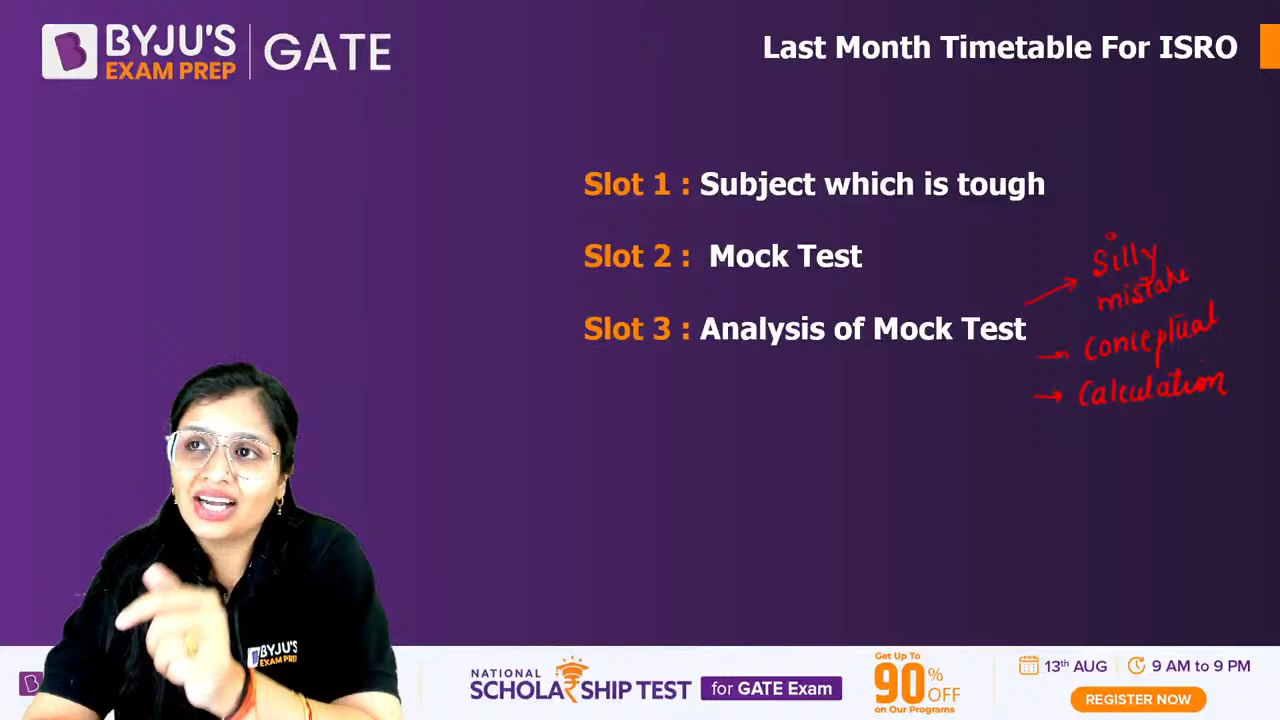 BYJU'S
EXAM PREP
GATE
Last Month Timetable For ISRO
Slot 1 : Subject which is tough
Slot 2 : Mock Test
Slot 3 : Analysis of Mock Test
Silly
mistake
Conceptual
Calculation
BYJU'S
EXAM PREP
NATIONAL
SCHOLARSHIP TEST
for GATE Exam
Get Up To
90% OFF
on Our Programs
13th AUG
9 AM to 9 PM
REGISTER NOW